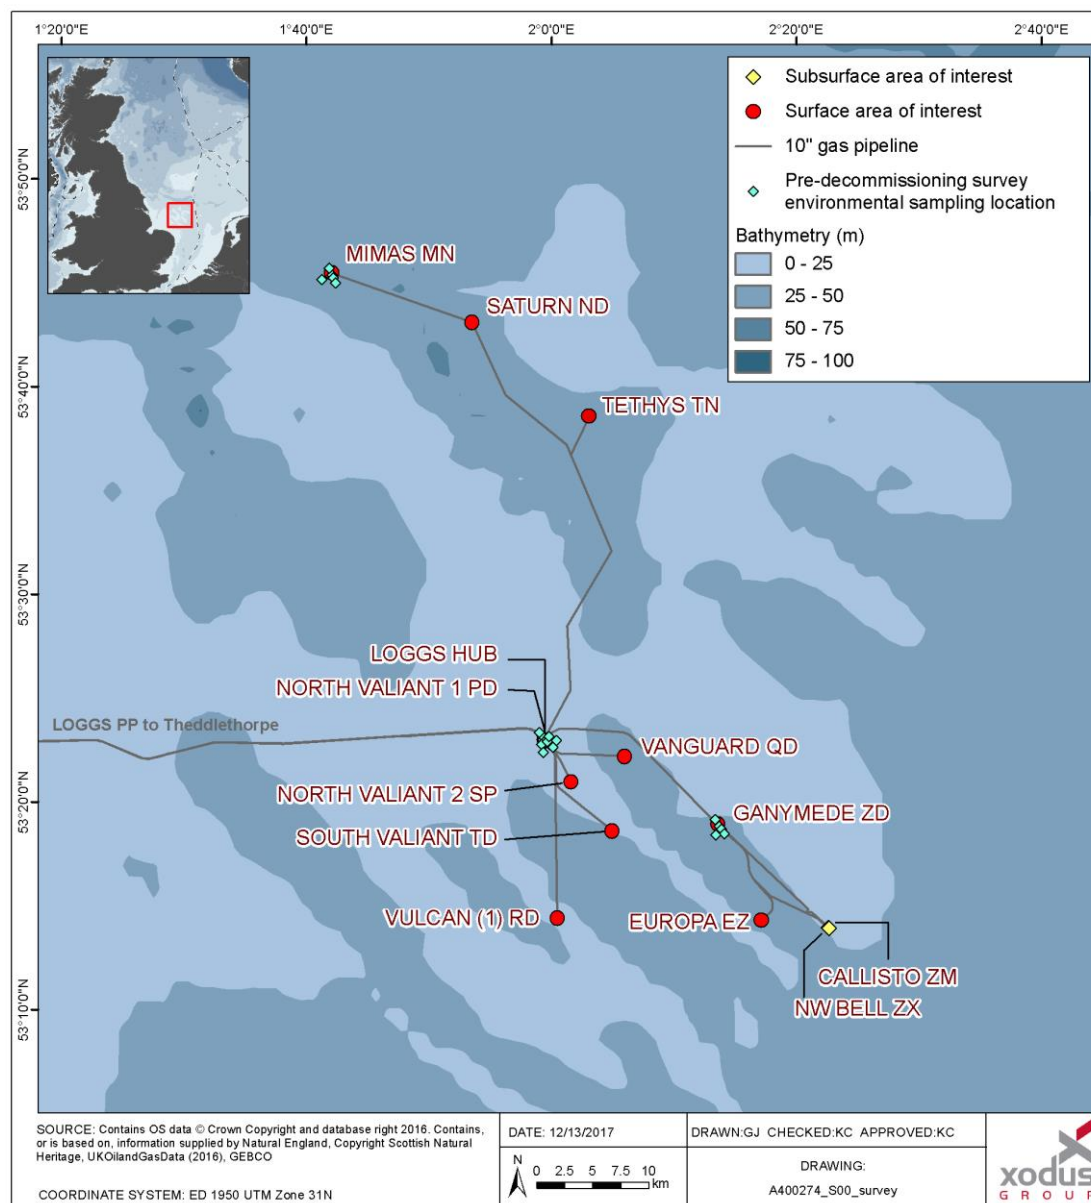 1°20'0"E 1°40'0"E 2°0'0"E 2°20'0"E 2°40'0"E
Subsurface area of interest
Surface area of interest
10" gas pipeline
Pre-decommissioning survey
environmental sampling location
Bathymetry (m)
0 - 25
25 - 50
50 - 75
75 - 100
53°50'0"N
53°40'0"N
53°30'0"N
53°20'0"N
53°10'0"N
MIMAS MN
SATURN ND
TETHYS TN
LOGGS HUB
NORTH VALIANT 1 PD
LOGGS PP to Theddlethorpe
VANGUARD QD
NORTH VALIANT 2 SP
GANYMEDE ZD
SOUTH VALIANT TD
VULCAN (1) RD
EUROPA EZ
CALLISTO ZM
NW BELL ZX
SOURCE: Contains OS data © Crown Copyright and database right 2016. Contains,
or is based on, information supplied by Natural England, Copyright Scottish Natural
Heritage, UKOilandGasData (2016), GEBCO
COORDINATE SYSTEM: ED 1950 UTM Zone 31N
DATE: 12/13/2017
N
0 2.5 5 7.5 10
km
DRAWN:GJ CHECKED:KC APPROVED:KC
DRAWING:
A400274_S00_survey
xodus
GROUP